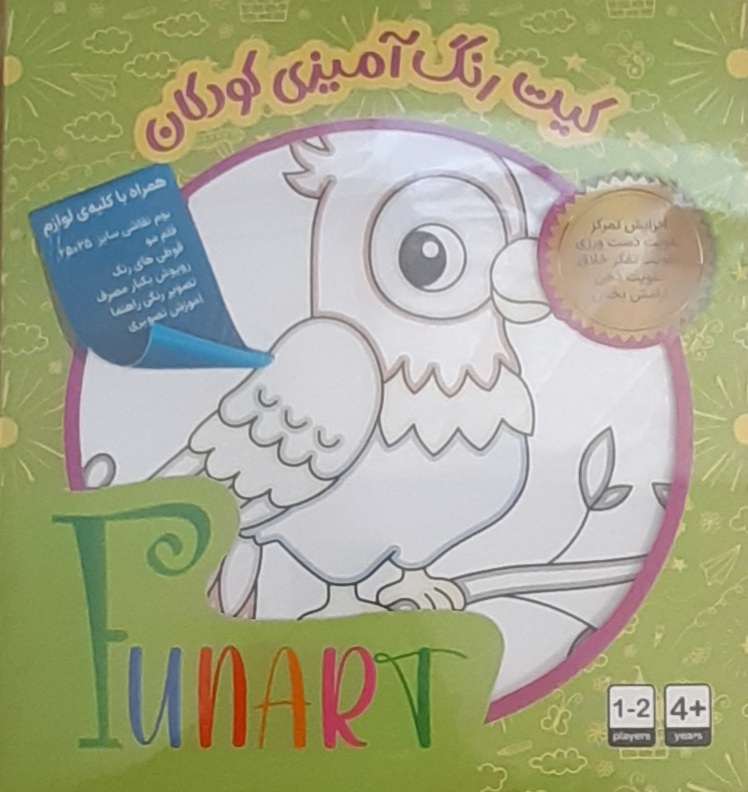 کیت رنگ آمیزی کودکان
همراه با کلیه‌ی لوازم
بوم نقاشی سایز ۲۵×۲۵
قلم مو
قوطی های رنگ
روپوش یکبار مصرف
تصویر رنگی راهنما
آموزش تصویری
افزایش تمرکز
تقویت دست ورزی
تقویت تفکر خلاق
تقویت ذهن
آرامش بخش
FUNART
1-2 4+
players years